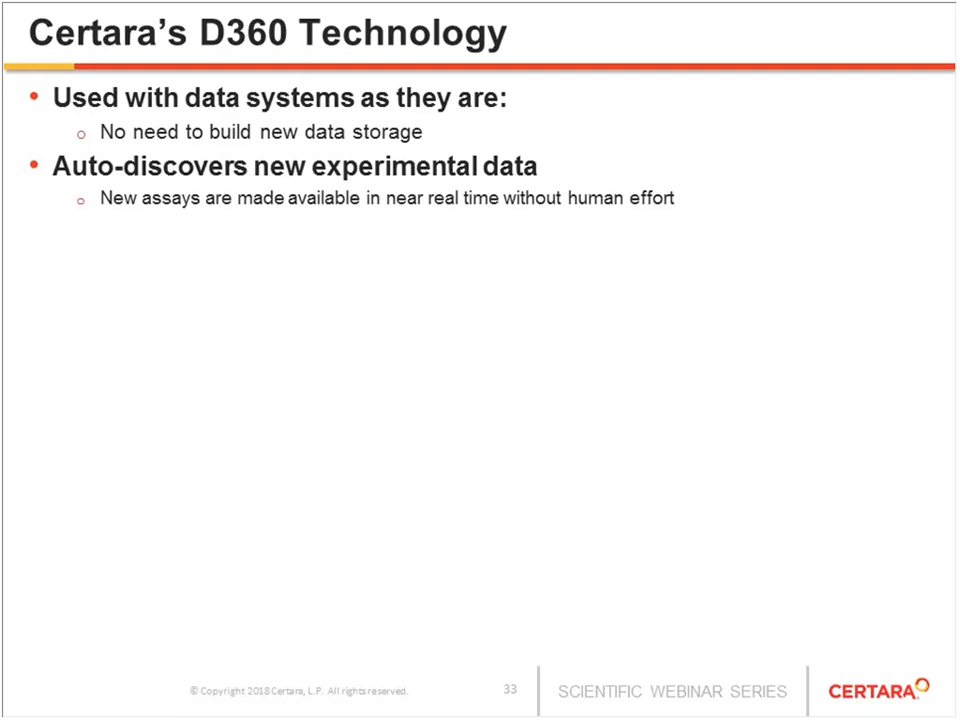 Certara's D360 Technology
• Used with data systems as they are:
o No need to build new data storage
• Auto-discovers new experimental data
o New assays are made available in near real time without human effort
© Copyright 2018 Certara, L.P. All rights reserved.
33
SCIENTIFIC WEBINAR SERIES
CERTARA